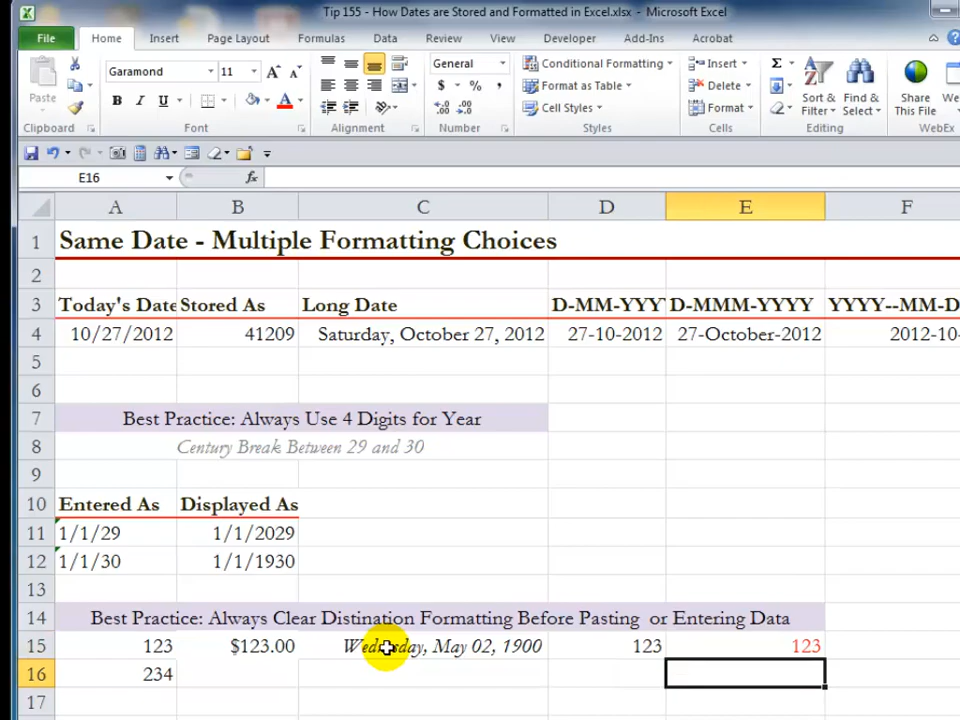 Tip 155 - How Dates are Stored and Formatted in Excel.xlsx - Microsoft Excel
File Home Insert Page Layout Formulas Data Review View Developer Add-Ins Acrobat
Garamond 11 General Conditional Formatting Insert Σ
Paste B I U A $ % , Format as Table Delete Sort & Filter Find & Select Share This File
Cell Styles Format
Clipboard Font Alignment Number Styles Cells Editing WebEx
E16 fx
A B C D E F
1 Same Date - Multiple Formatting Choices
2
3 Today's Date Stored As Long Date D-MM-YYY D-MMM-YYYY YYYY--MM-D
4 10/27/2012 41209 Saturday, October 27, 2012 27-10-2012 27-October-2012 2012-10-
5
6
7 Best Practice: Always Use 4 Digits for Year
8 Century Break Between 29 and 30
9
10 Entered As Displayed As
11 1/1/29 1/1/2029
12 1/1/30 1/1/1930
13
14 Best Practice: Always Clear Distination Formatting Before Pasting or Entering Data
15 123 $123.00 Wednesday, May 02, 1900 123 123
16 234
17